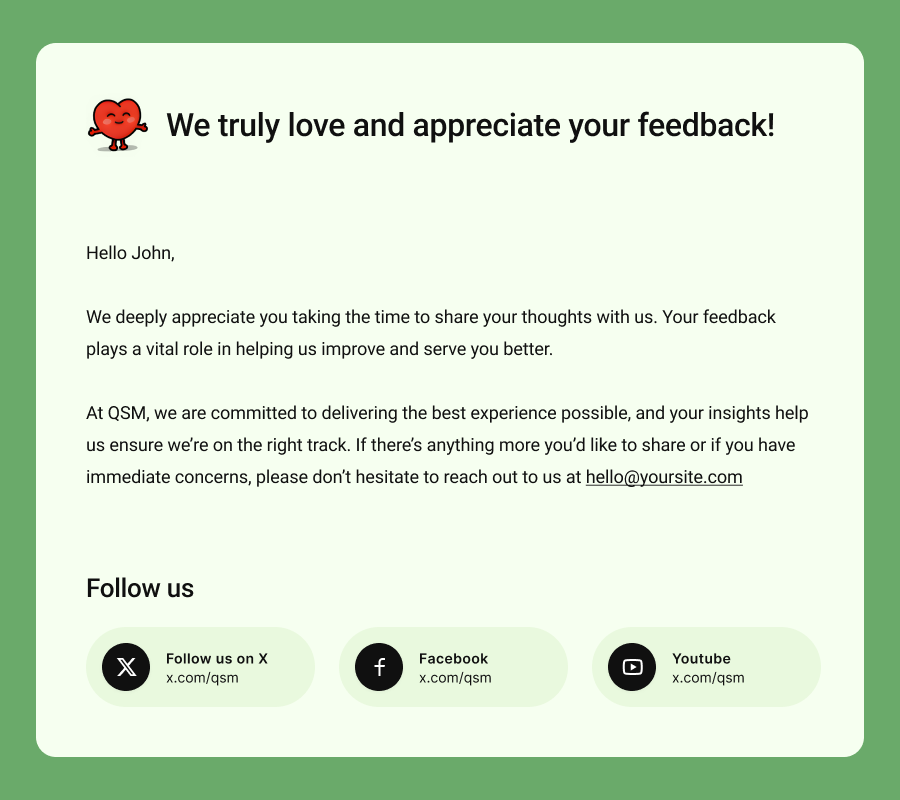 We truly love and appreciate your feedback!
Hello John,
We deeply appreciate you taking the time to share your thoughts with us. Your feedback
plays a vital role in helping us improve and serve you better.
At QSM, we are committed to delivering the best experience possible, and your insights help
us ensure we’re on the right track. If there’s anything more you’d like to share or if you have
immediate concerns, please don’t hesitate to reach out to us at hello@yoursite.com
Follow us
Follow us on X
x.com/qsm
Facebook
x.com/qsm
Youtube
x.com/qsm